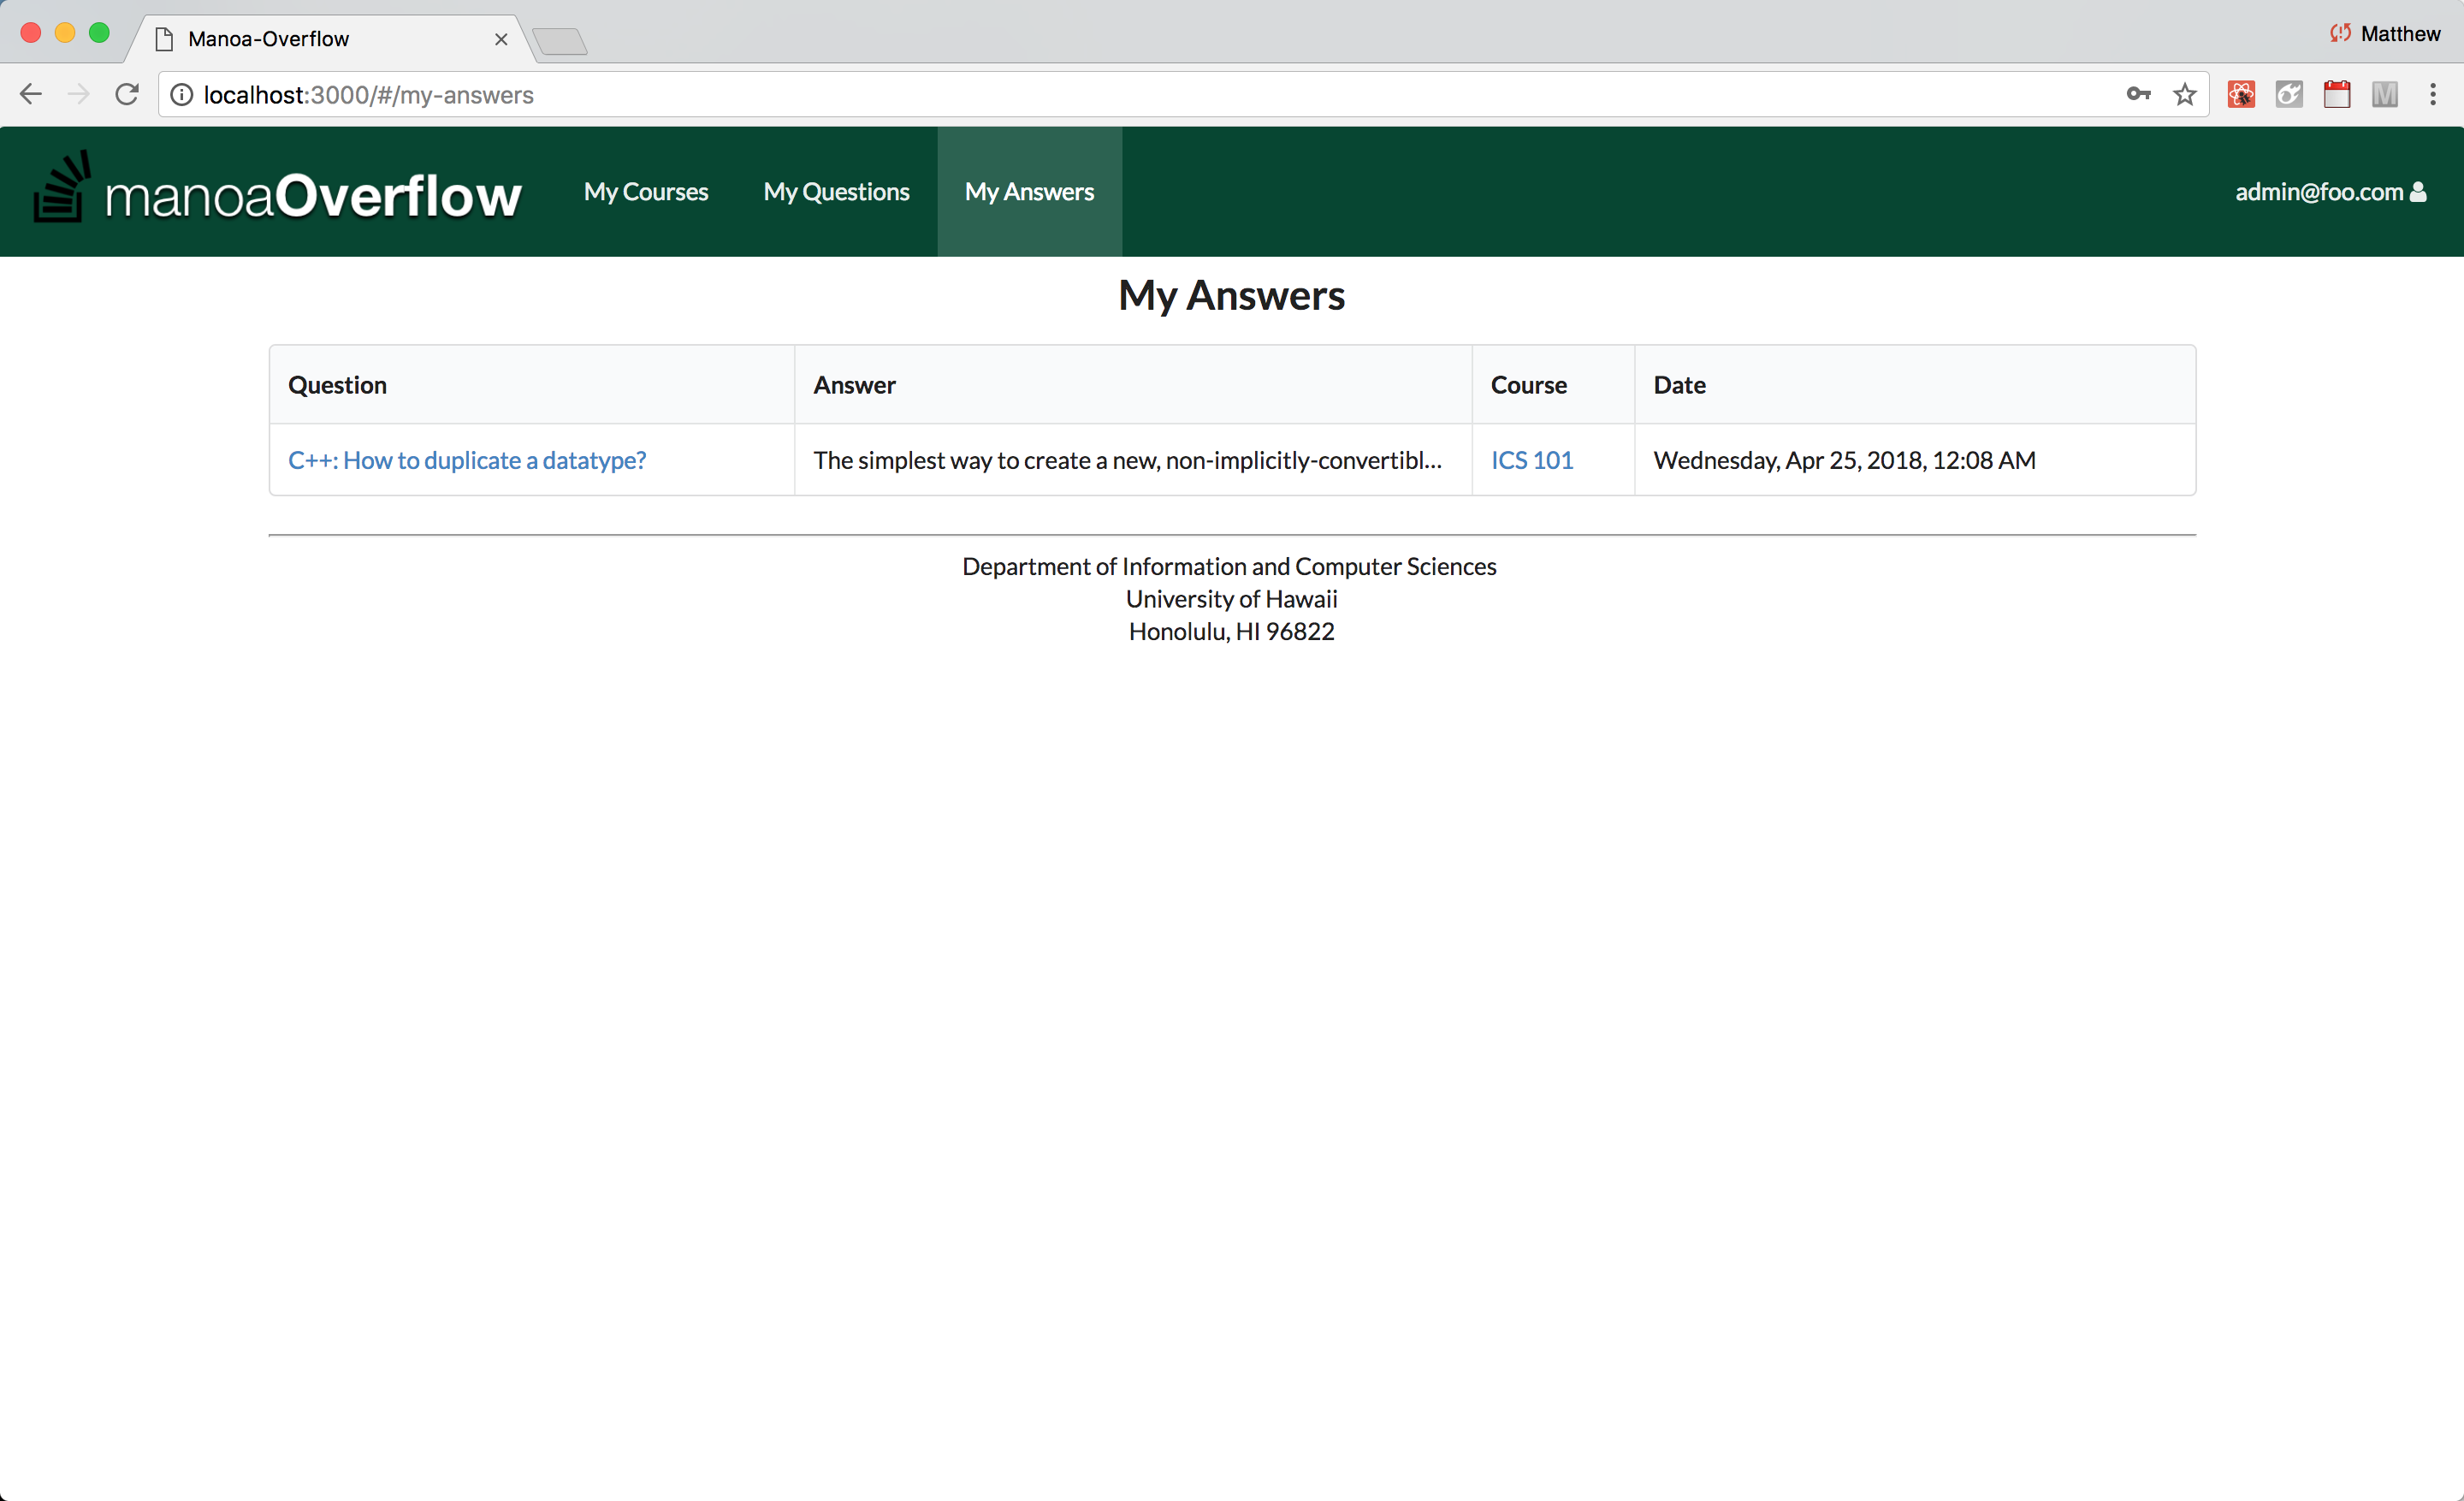 Manoa-Overflow
Matthew
localhost:3000/#/my-answers
M
manoaOverflow My Courses My Questions My Answers admin@foo.com
My Answers
Question Answer Course Date
C++: How to duplicate a datatype? The simplest way to create a new, non-implicitly-convertibl... ICS 101 Wednesday, Apr 25, 2018, 12:08 AM
Department of Information and Computer Sciences
University of Hawaii
Honolulu, HI 96822